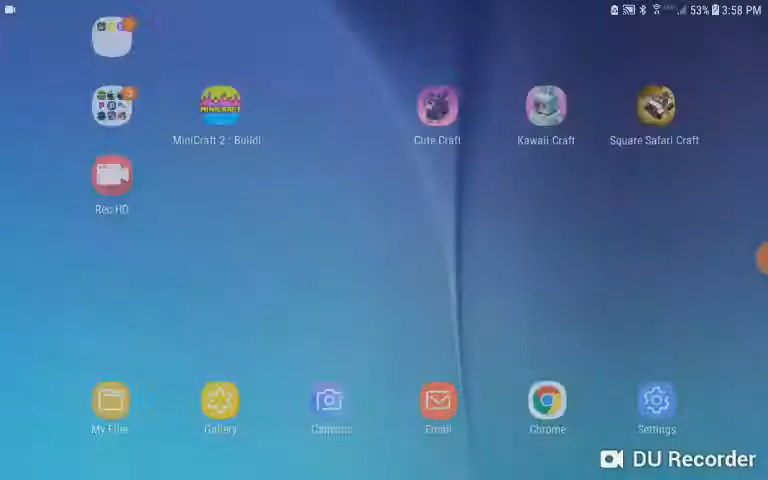 53% 3:58 PM
MINICRAFT
MiniCraft 2 : Build!
Cute Craft
Kawaii Craft
Square Safari Craft
Rec HD
My Files
Gallery
Camera
Email
Chrome
Settings
DU Recorder